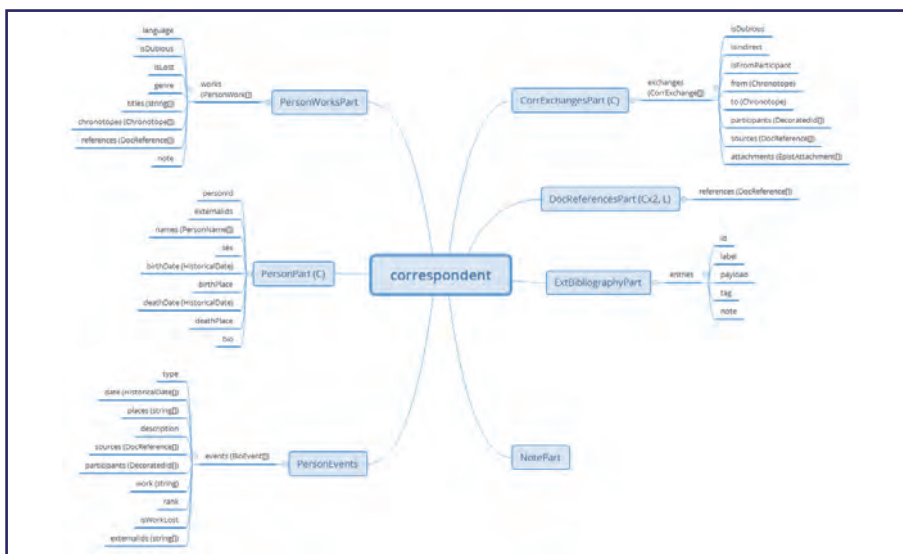 language
isDubious
isLost
genre
titles (string[])
chronotopes (Chronotope[])
references (DocReference[])
note
works
(PersonWork[])
PersonWorksPart
personId
externalIds
names (PersonName[])
sex
birthDate (HistoricalDate)
birthPlace
deathDate (HistoricalDate)
deathPlace
bio
PersonPart (C)
type
date (HistoricalDate[])
places (string[])
description
sources (DocReference[])
participants (DecoratedId[])
work (string)
rank
isWorkLost
externalIds (string[])
events (BioEvent[])
PersonEvents
correspondent
CorrExchangesPart (C)
exchanges
(CorrExchange[])
isDubious
isIndirect
isFromParticipant
from (Chronotope)
to (Chronotope)
participants (DecoratedId[])
sources (DocReference[])
attachments (EpistAttachment[])
DocReferencesPart (Cx2, L)
references (DocReference[])
ExtBibliographyPart
entries
id
label
payload
tag
note
NotePart